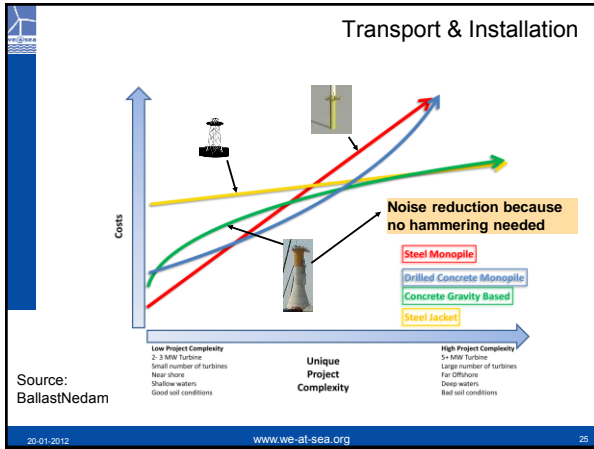 we@sea
Transport & Installation
Costs
Noise reduction because
no hammering needed
Steel Monopile
Drilled Concrete Monopile
Concrete Gravity Based
Steel Jacket
Low Project Complexity
2- 3 MW Turbine
Small number of turbines
Near shore
Shallow waters
Good soil conditions
Unique
Project
Complexity
High Project Complexity
5+ MW Turbine
Large number of turbines
Far Offshore
Deep waters
Bad soil conditions
Source:
BallastNedam
20-01-2012
www.we-at-sea.org
25